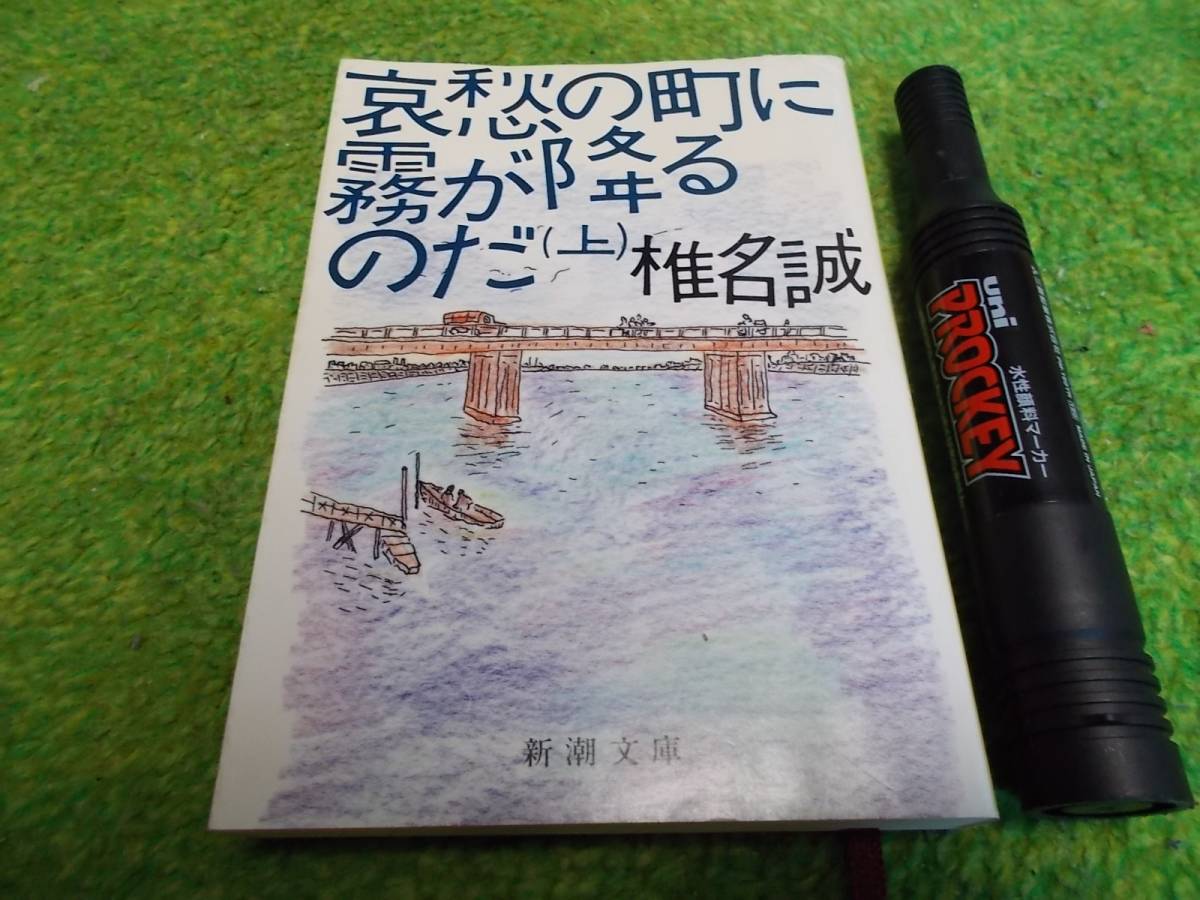 哀愁の町に
霧が降る
のだ(上)椎名誠
新潮文庫
uni
PROCKEY
水性顔料マーカー